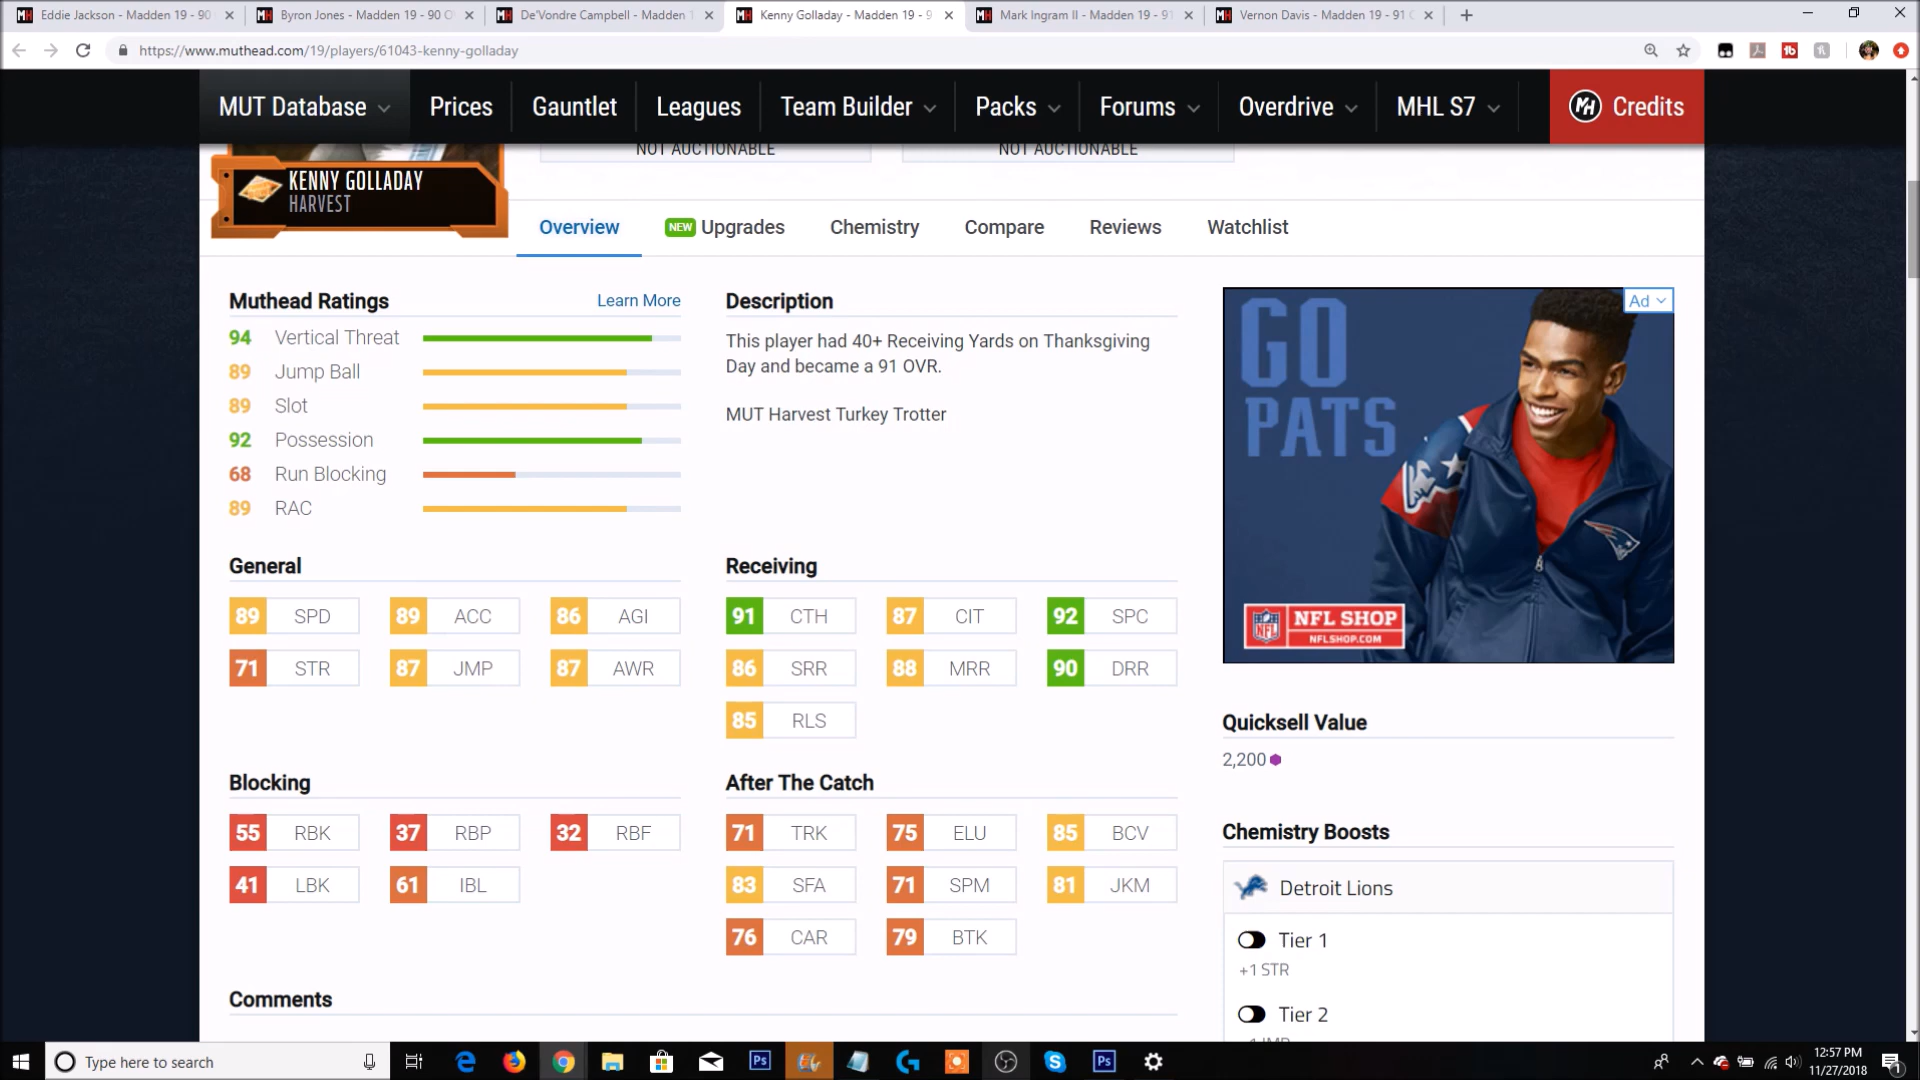 Eddie Jackson - Madden 19 - 90
Byron Jones - Madden 19 - 90 O
De'Vondre Campbell - Madden 1
Kenny Golladay - Madden 19 - 9
Mark Ingram II - Madden 19 - 91
Vernon Davis - Madden 19 - 91 O
https://www.muthead.com/19/players/61043-kenny-golladay
MUT Database
Prices
Gauntlet
Leagues
Team Builder
Packs
Forums
Overdrive
MHL S7
Credits
NOT AUCTIONABLE
NOT AUCTIONABLE
KENNY GOLLADAY
HARVEST
Overview
NEW Upgrades
Chemistry
Compare
Reviews
Watchlist
Muthead Ratings
Learn More
94 Vertical Threat
89 Jump Ball
89 Slot
92 Possession
68 Run Blocking
89 RAC
Description
This player had 40+ Receiving Yards on Thanksgiving
Day and became a 91 OVR.
MUT Harvest Turkey Trotter
Ad
GO
PATS
NFL SHOP
NFLSHOP.COM
General
89 SPD 89 ACC 86 AGI
71 STR 87 JMP 87 AWR
Receiving
91 CTH 87 CIT 92 SPC
86 SRR 88 MRR 90 DRR
85 RLS
Blocking
55 RBK 37 RBP 32 RBF
41 LBK 61 IBL
After The Catch
71 TRK 75 ELU 85 BCV
83 SFA 71 SPM 81 JKM
76 CAR 79 BTK
Quicksell Value
2,200
Chemistry Boosts
Detroit Lions
Tier 1
+1 STR
Tier 2
Comments
Type here to search
12:57 PM
11/27/2018